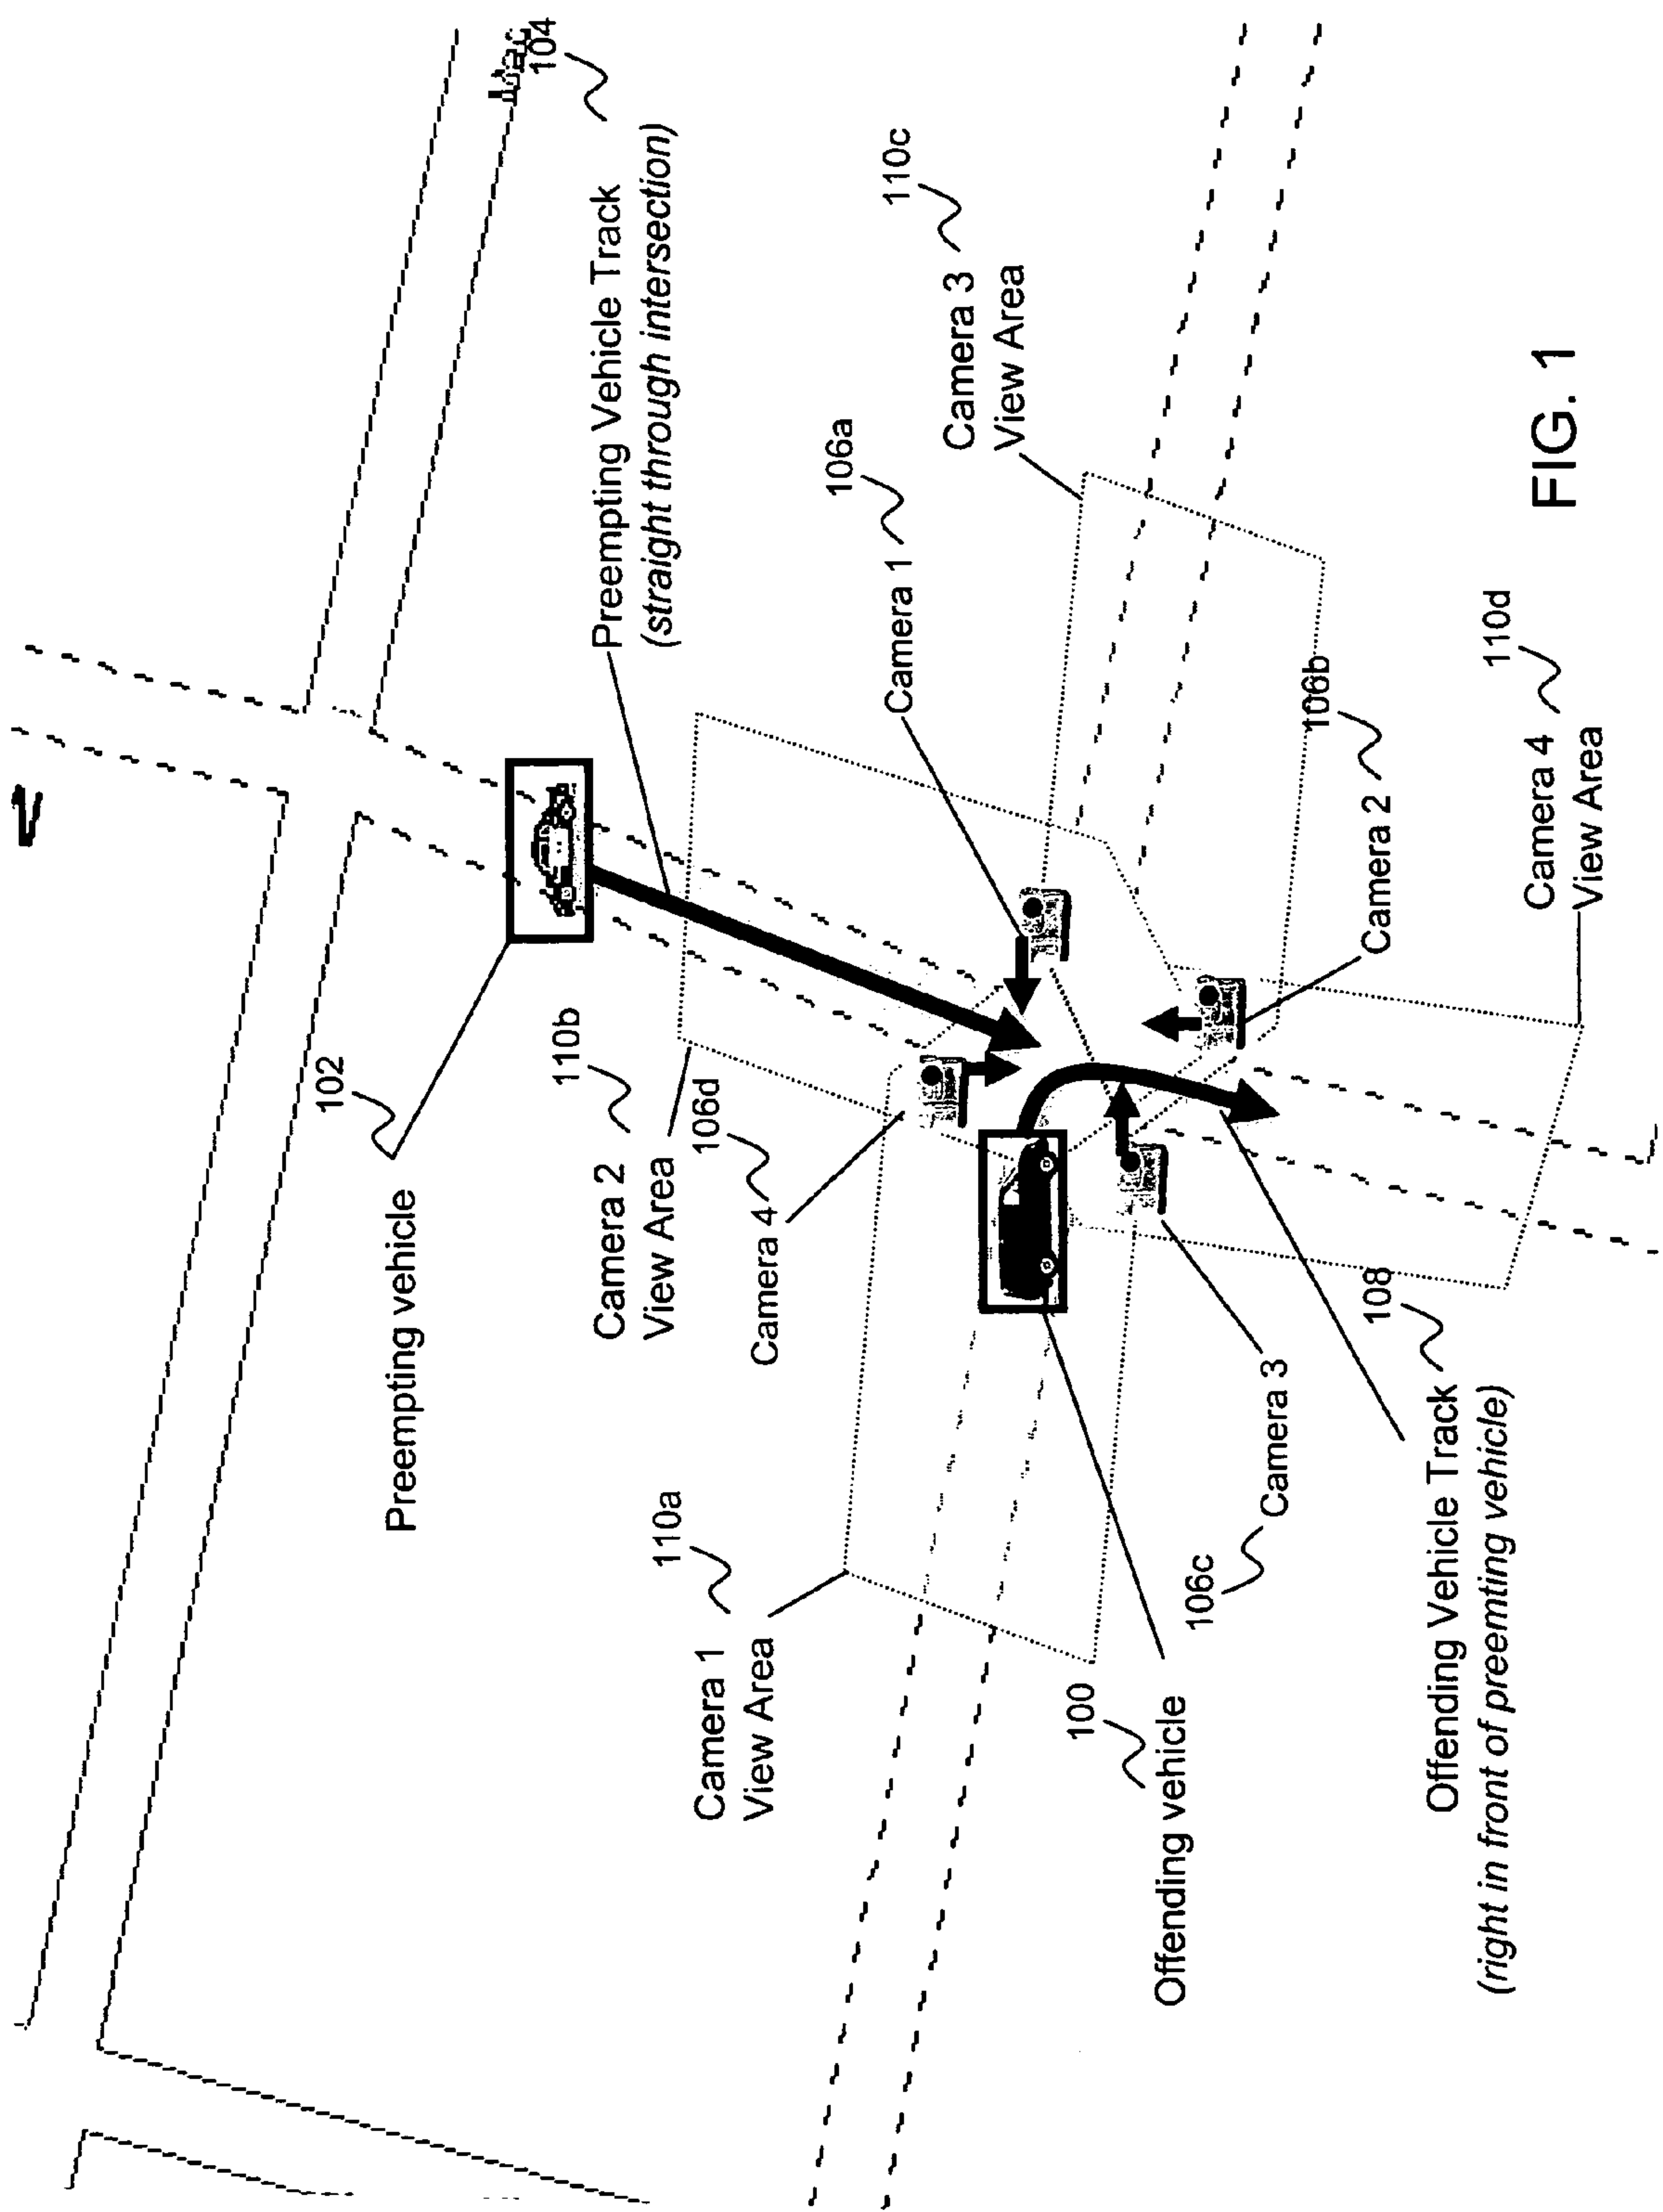 104
Preempting Vehicle Track
(straight through intersection)
102
Preempting vehicle
110b
Camera 2
View Area
106d
Camera 4
110a
Camera 1
View Area
106a
Camera 1
110c
Camera 3
View Area
106b
Camera 2
110d
Camera 4
View Area
100
Offending vehicle
106c
Camera 3
108
Offending Vehicle Track
(right in front of preemting vehicle)
FIG. 1